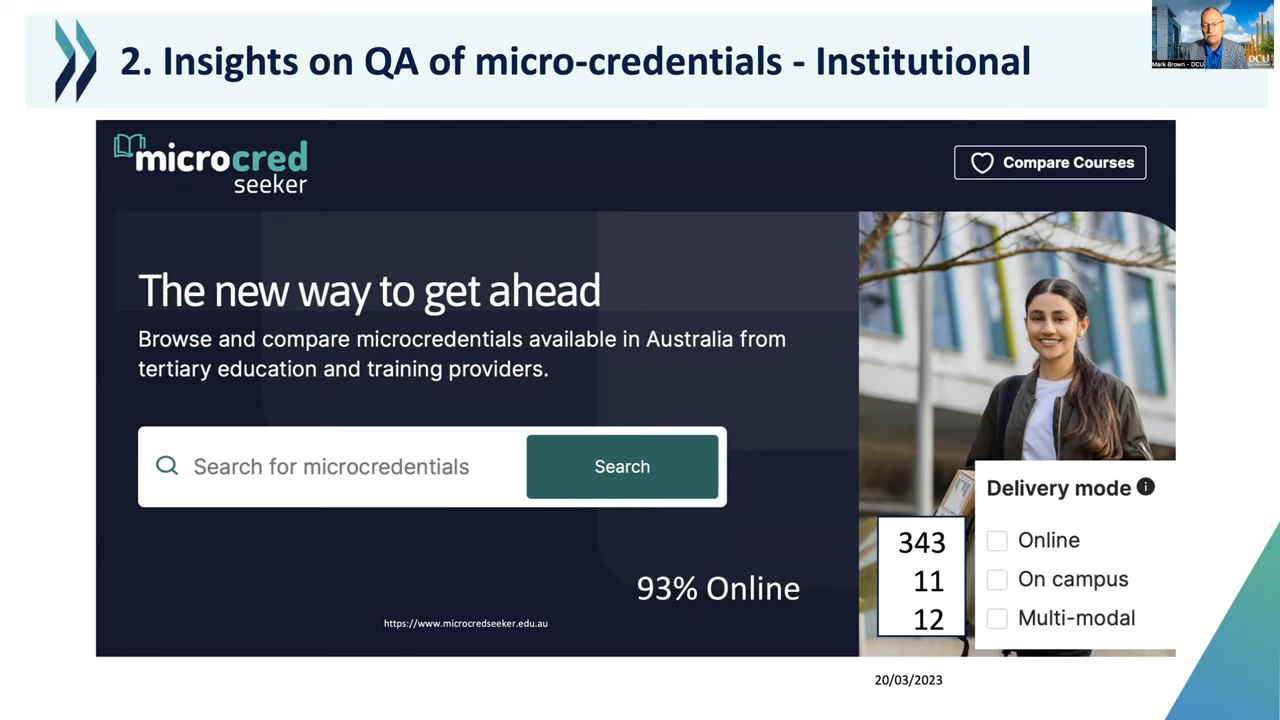 2. Insights on QA of micro-credentials - Institutional
Mark Brown - DCU
DCU
microcred
seeker
Compare Courses
The new way to get ahead
Browse and compare microcredentials available in Australia from
tertiary education and training providers.
Search for microcredentials
Search
Delivery mode
343
Online
11
On campus
12
Multi-modal
93% Online
https://www.microcredseeker.edu.au
20/03/2023